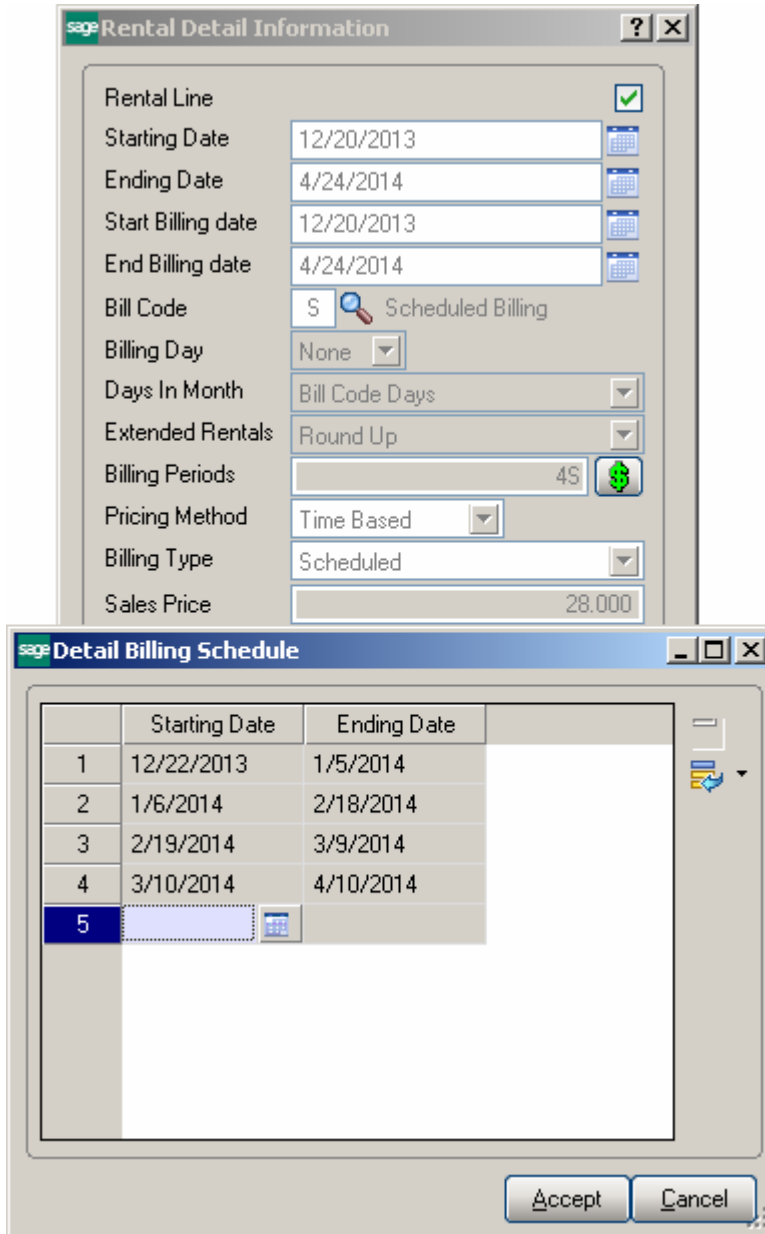 sage Rental Detail Information
Rental Line
Starting Date 12/20/2013
Ending Date 4/24/2014
Start Billing date 12/20/2013
End Billing date 4/24/2014
Bill Code S Scheduled Billing
Billing Day None
Days In Month Bill Code Days
Extended Rentals Round Up
Billing Periods 4S $
Pricing Method Time Based
Billing Type Scheduled
Sales Price 28.000
sage Detail Billing Schedule
Starting Date Ending Date
1 12/22/2013 1/5/2014
2 1/6/2014 2/18/2014
3 2/19/2014 3/9/2014
4 3/10/2014 4/10/2014
5
Accept Cancel